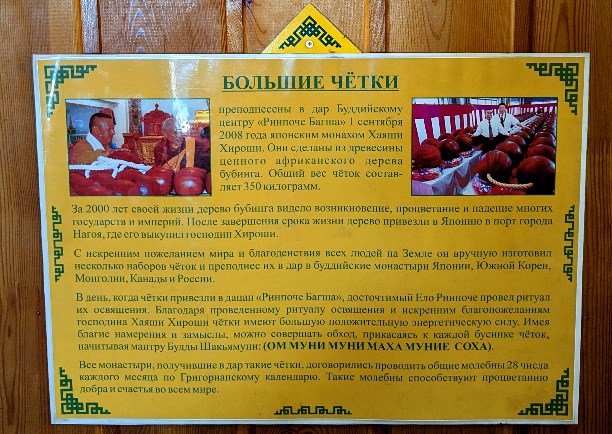 БОЛЬШИЕ ЧЁТКИ
преподнесены в дар Буддийскому
центру «Ринпоче Багша» 1 сентября
2008 года японским монахом Хаяши
Хироши. Они сделаны из древесины
ценного африканского дерева
бубинга. Общий вес чёток состав-
ляет 350 килограмм.
За 2000 лет своей жизни дерево бубинга видело возникновение, процветание и падение многих
государств и империй. После завершения срока жизни дерево привезли в Японию в порт города
Нагоя, где его выкупил господин Хироши.
С искренним пожеланием мира и благоденствия всех людей на Земле он вручную изготовил
несколько наборов чёток и преподнес их в дар в буддийские монастыри Японии, Южной Кореи,
Монголии, Канады и России.
В день, когда чётки привезли в дацан «Ринпоче Багша», досточтимый Ело Ринпоче провел ритуал
их освящения. Благодаря проведенному ритуалу освящения и искренним благопожеланиям
господина Хаяши Хироши чётки имеют большую положительную энергетическую силу. Имея
благие намерения и замыслы, можно совершать обход, прикасаясь к каждой бусинке чёток,
начитывая мантру Будды Шакьямуни: (ОМ МУНИ МУНИ МАХА МУНИЕ СОХА).
Все монастыри, получившие в дар такие чётки, договорились проводить общие молебны 28 числа
каждого месяца по Григорианскому календарю. Такие молебны способствуют процветанию
добра и счастья во всем мире.